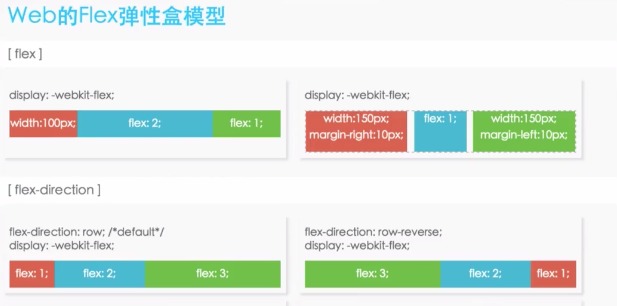 Web的Flex弹性盒模型
[ flex ]
display: -webkit-flex;
width:100px;
flex: 2;
flex: 1;
display: -webkit-flex;
width:150px;
margin-right:10px;
flex: 1;
width:150px;
margin-left:10px;
[ flex-direction ]
flex-direction: row; /*default*/
display: -webkit-flex;
flex: 1;
flex: 2;
flex: 3;
flex-direction: row-reverse;
display: -webkit-flex;
flex: 3;
flex: 2;
flex: 1;